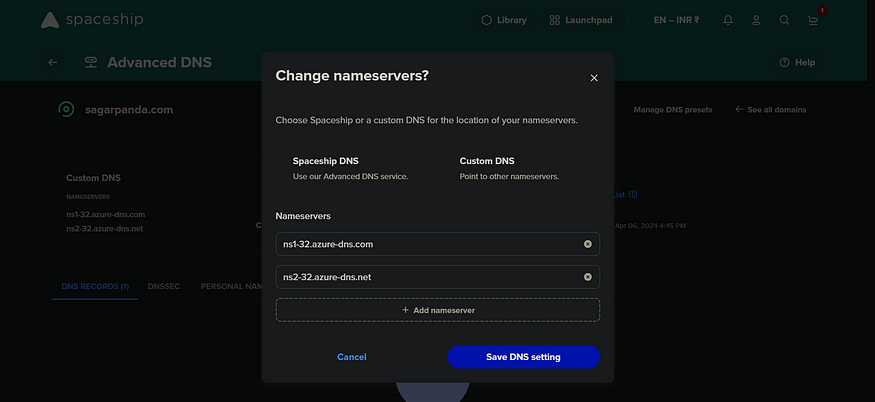 spaceship
Library
Launchpad
EN – INR ₹
1
Advanced DNS
Help
sagarpanda.com
Manage DNS presets
See all domains
Custom DNS
NAMESERVERS
ns1-32.azure-dns.com
ns2-32.azure-dns.net
C
List
Apr 06, 2024 4:45 PM
DNS RECORDS (1)
DNSSEC
PERSONAL NAM
Change nameservers?
Choose Spaceship or a custom DNS for the location of your nameservers.
Spaceship DNS
Use our Advanced DNS service.
Custom DNS
Point to other nameservers.
Nameservers
ns1-32.azure-dns.com
ns2-32.azure-dns.net
+ Add nameserver
Cancel
Save DNS setting